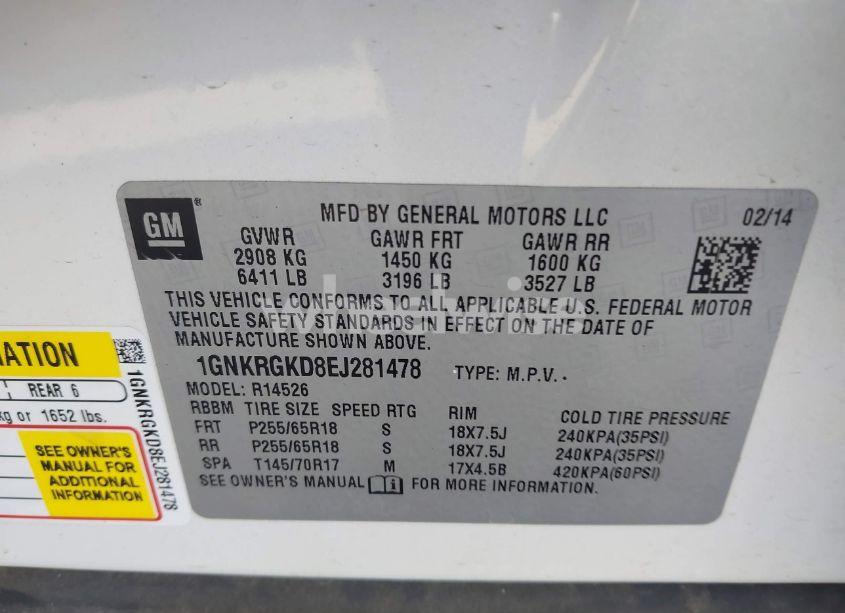 GM ®
MFD BY GENERAL MOTORS LLC 02/14
GVWR GAWR FRT GAWR RR
2908 KG 1450 KG 1600 KG
6411 LB 3196 LB 3527 LB
THIS VEHICLE CONFORMS TO ALL APPLICABLE U.S. FEDERAL MOTOR
VEHICLE SAFETY STANDARDS IN EFFECT ON THE DATE OF
MANUFACTURE SHOWN ABOVE.
1GNKRGKD8EJ281478 TYPE: M.P.V.
MODEL: R14526
RBBM TIRE SIZE SPEED RTG RIM COLD TIRE PRESSURE
FRT P255/65R18 S 18X7.5J 240KPA(35PSI)
RR P255/65R18 S 18X7.5J 240KPA(35PSI)
SPA T145/70R17 M 17X4.5B 420KPA(60PSI)
SEE OWNER'S MANUAL FOR MORE INFORMATION.
MATION
REAR 6
kg or 1652 lbs.
SEE OWNER'S
MANUAL FOR
ADDITIONAL
INFORMATION
1GNKRGKD8EJ281478